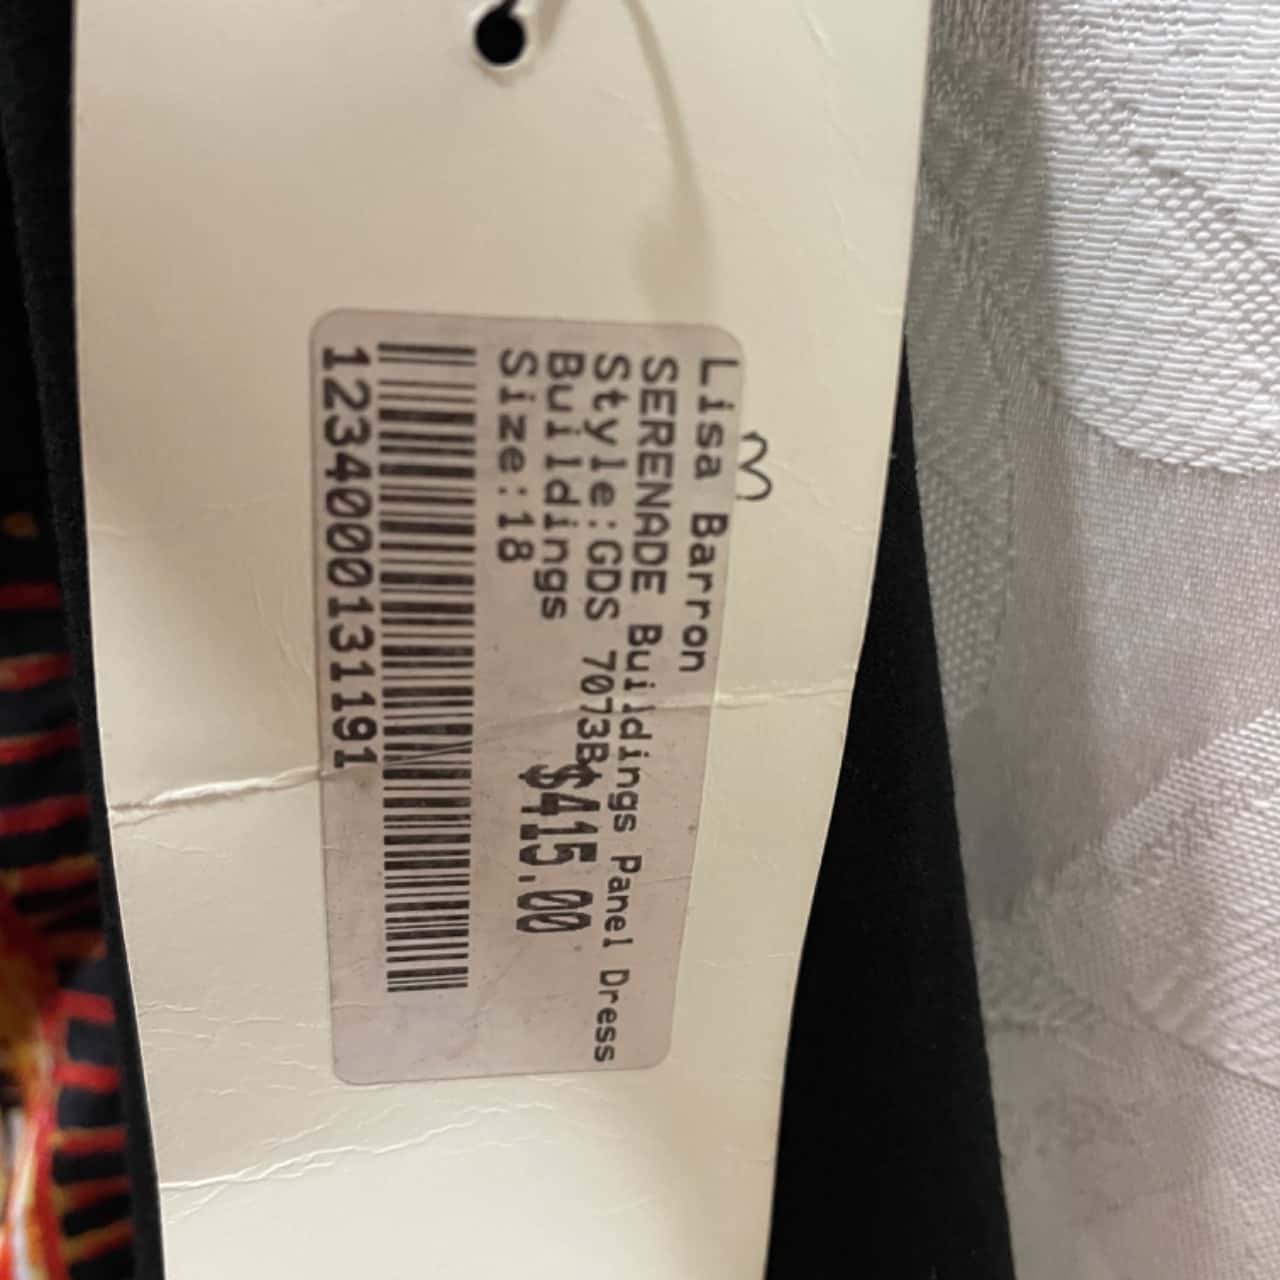 Lisa Barron
SERENADE Buildings Panel Dress
Style:GDS 7073B
Buildings
$415.00
Size:18
1234000131191